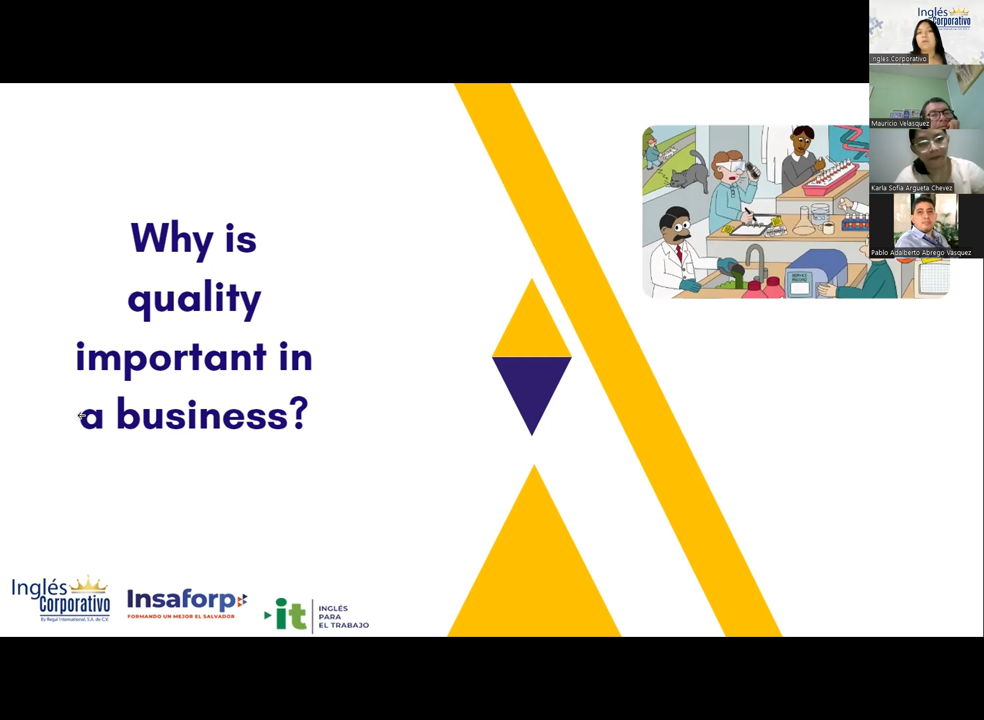 Why is
quality
important in
a business?
Inglés
Corporativo
By Regal International, S.A. de C.V.
Insaforp
FORMANDO UN MEJOR EL SALVADOR
it
INGLÉS
PARA
EL TRABAJO
Inglés
Corporativo
Ingles Corporativo
Mauricio Velasquez
Karla Sofia Argueta Chevez
Pablo Adalberto Abrego Vasquez